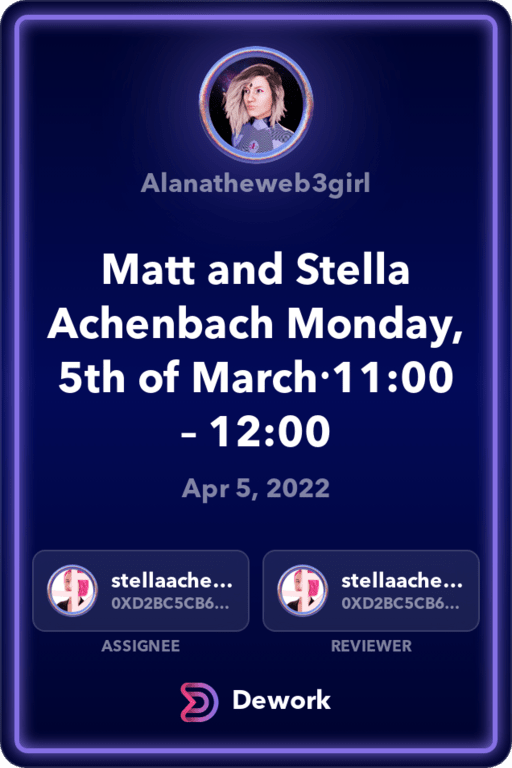 Alanatheweb3girl
Matt and Stella
Achenbach Monday,
5th of March·11:00
– 12:00
Apr 5, 2022
stellaache...
0XD2BC5CB6...
stellaache...
0XD2BC5CB6...
ASSIGNEE
REVIEWER
Dework